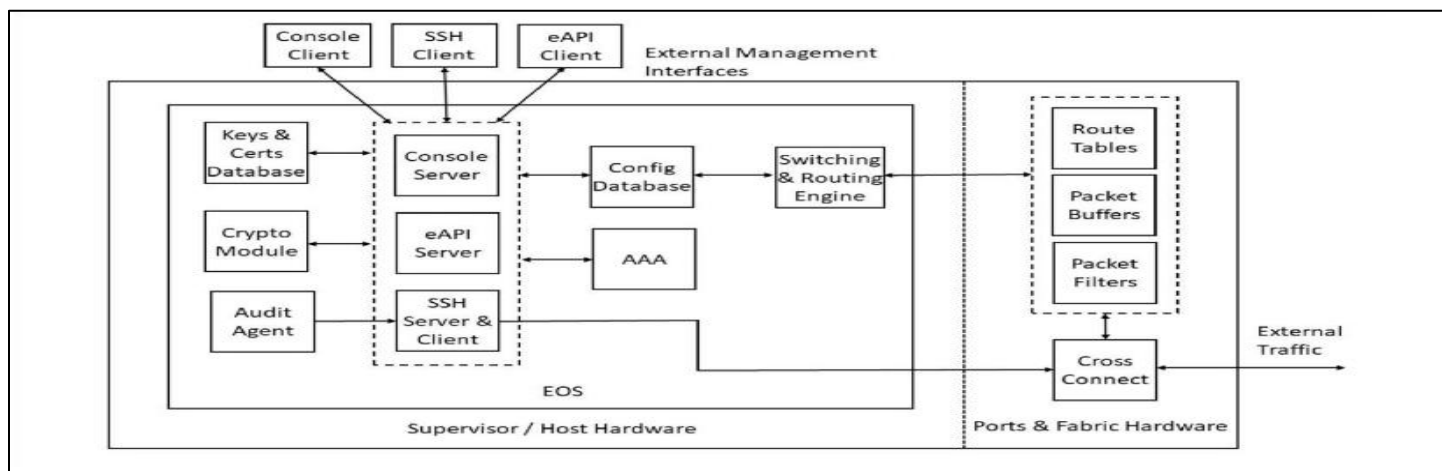 Console
Client
SSH
Client
eAPI
Client
External Management
Interfaces
Keys &
Certs
Database
Console
Server
Config
Database
Switching
& Routing
Engine
Route
Tables
Packet
Buffers
Crypto
Module
eAPI
Server
AAA
Packet
Filters
Audit
Agent
SSH
Server &
Client
External
Traffic
Cross
Connect
EOS
Supervisor / Host Hardware
Ports & Fabric Hardware